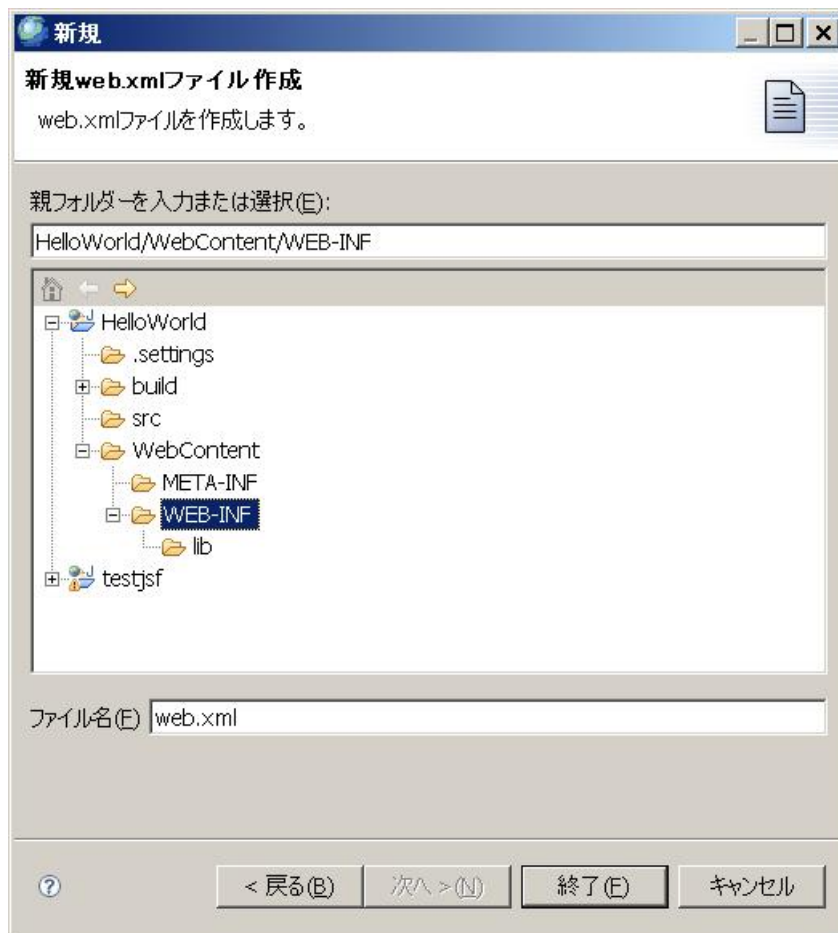 新規
新規web.xmlファイル作成
web.xmlファイルを作成します。
親フォルダーを入力または選択(E):
HelloWorld/WebContent/WEB-INF
HelloWorld
.settings
build
src
WebContent
META-INF
WEB-INF
lib
testjsf
ファイル名(F) web.xml
< 戻る(B) 次へ >(N) 終了(F) キャンセル